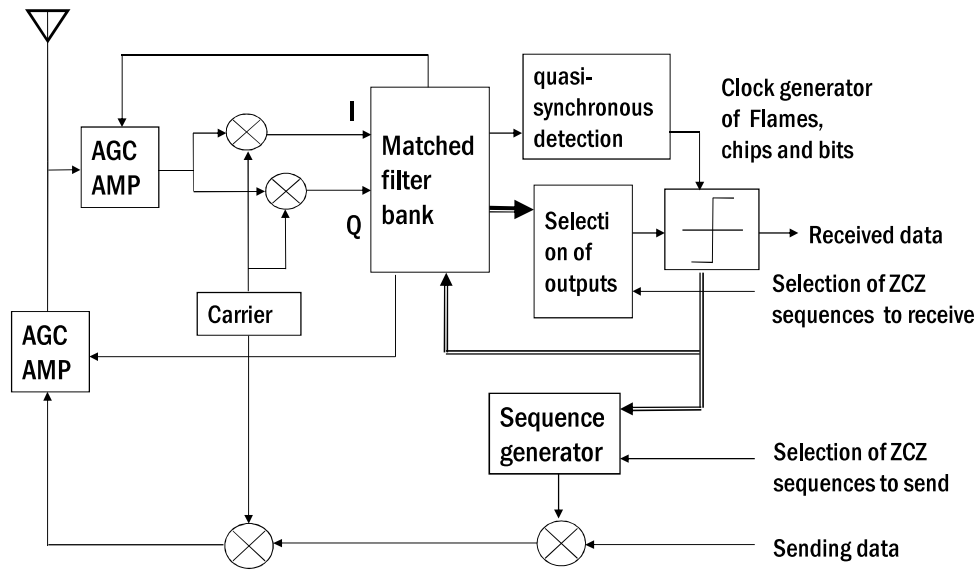 quasi-
synchronous
detection
Clock generator
of Flames,
chips and bits
I
AGC
AMP
Matched
filter
bank
Q
Selecti
on of
outputs
Received data
Selection of ZCZ
sequences to receive
Carrier
AGC
AMP
Sequence
generator
Selection of ZCZ
sequences to send
Sending data